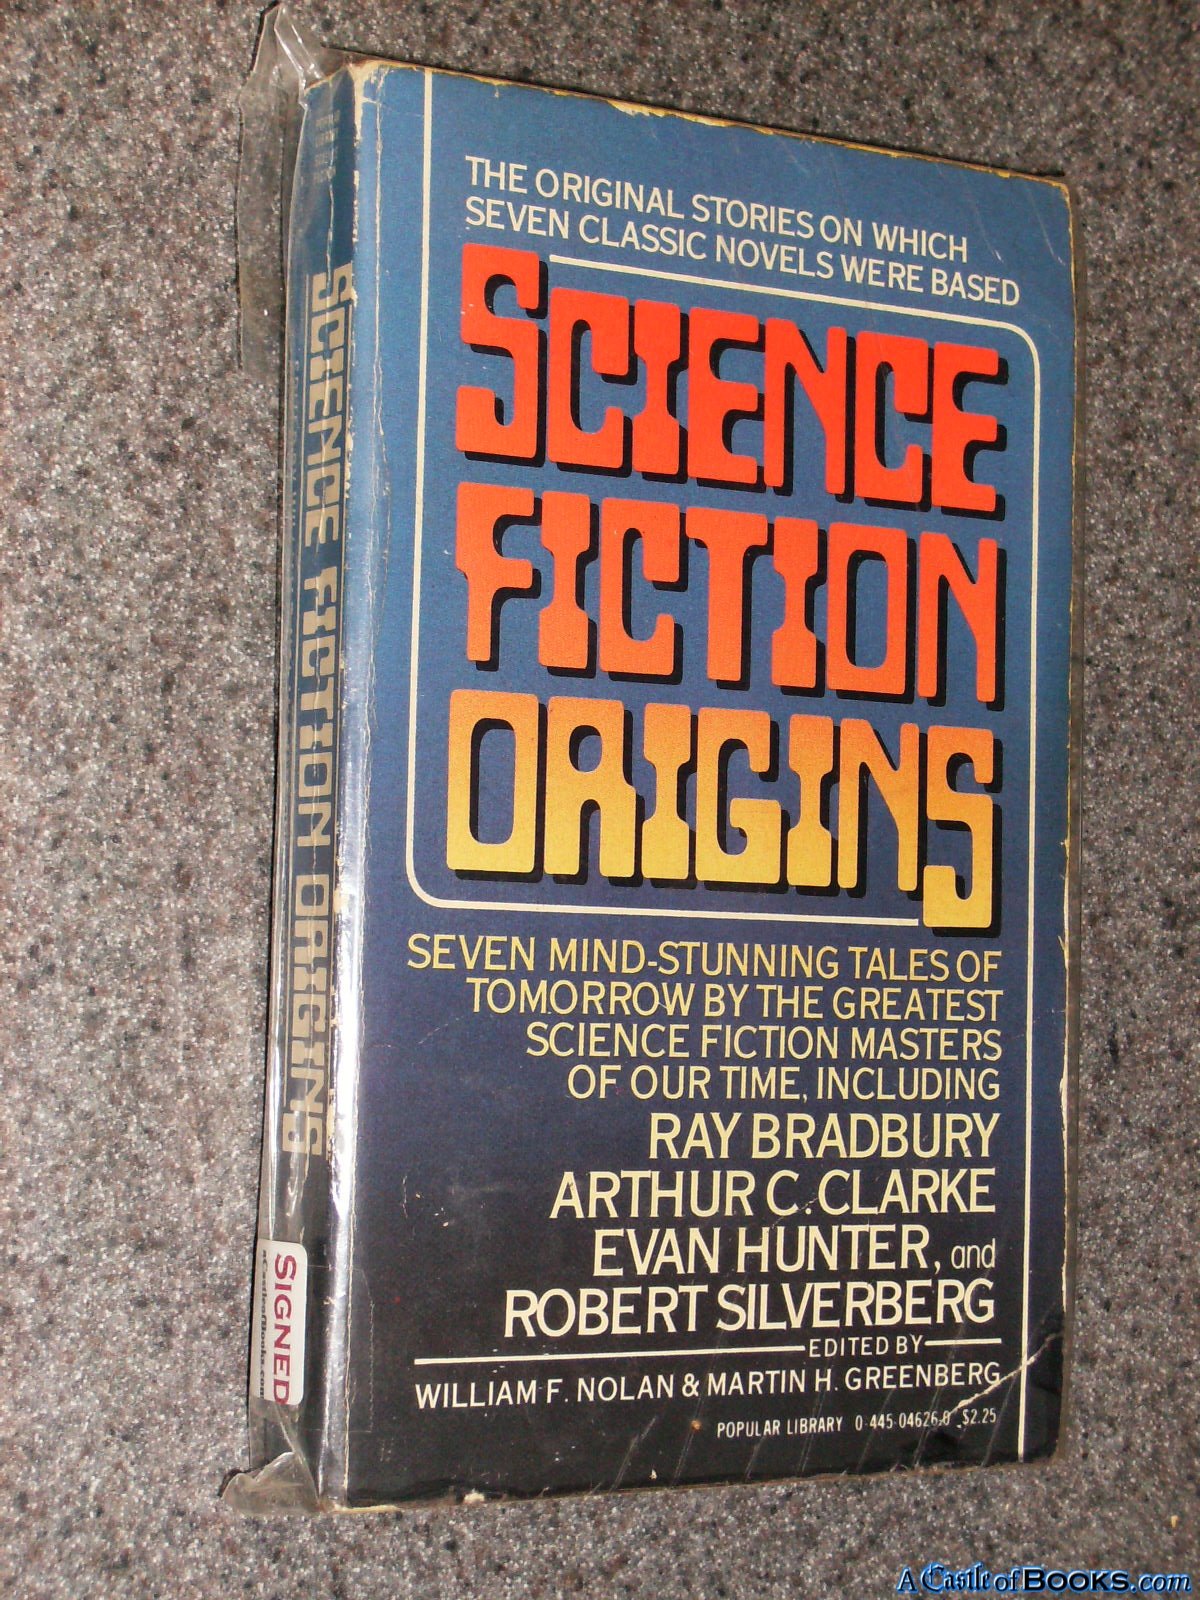 THE ORIGINAL STORIES ON WHICH
SEVEN CLASSIC NOVELS WERE BASED
SCIENCE
FICTION
ORIGINS
SEVEN MIND-STUNNING TALES OF
TOMORROW BY THE GREATEST
SCIENCE FICTION MASTERS
OF OUR TIME, INCLUDING
RAY BRADBURY
ARTHUR C. CLARKE
EVAN HUNTER, and
ROBERT SILVERBERG
EDITED BY
WILLIAM F. NOLAN & MARTIN H. GREENBERG
POPULAR LIBRARY 0-445-04626-0 $2.25
SCIENCE FICTION ORIGINS
SIGNED
aCastleofBooks.com
A Castle of BOOKS.com